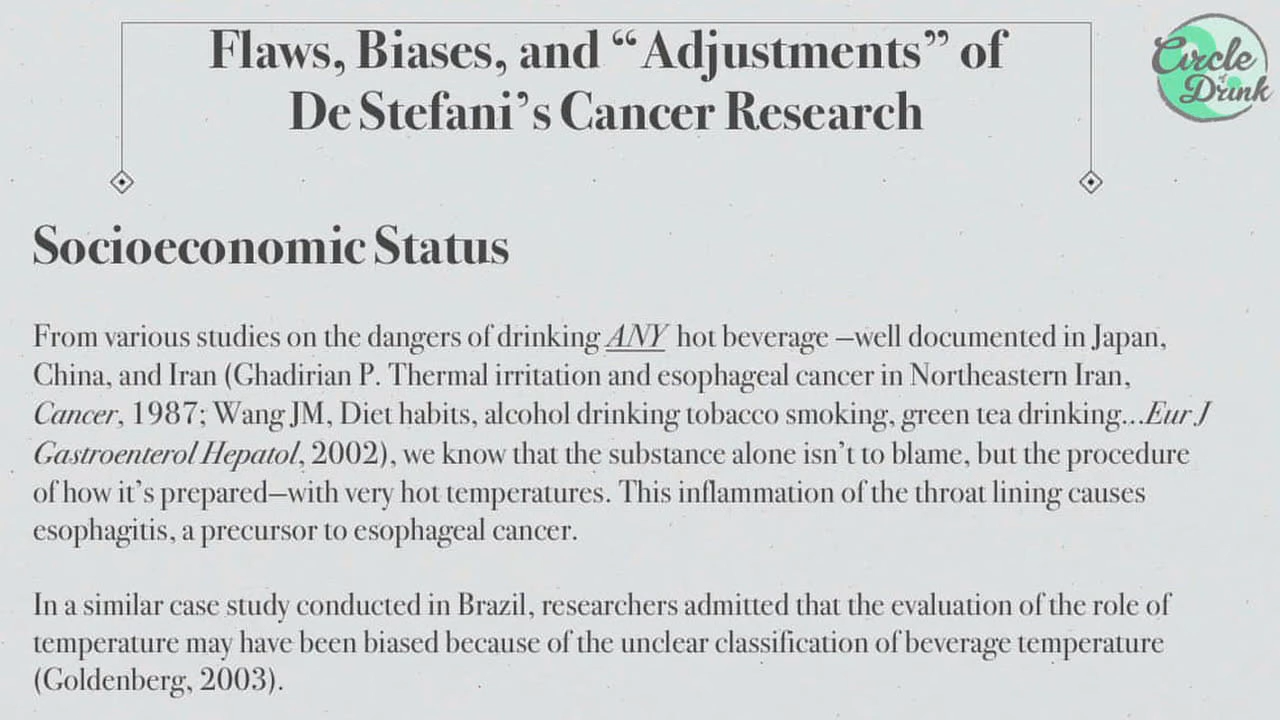 Flaws, Biases, and “Adjustments” of
De Stefani’s Cancer Research
Circle
of
Drink
Socioeconomic Status
From various studies on the dangers of drinking ANY hot beverage —well documented in Japan,
China, and Iran (Ghadirian P. Thermal irritation and esophageal cancer in Northeastern Iran,
Cancer, 1987; Wang JM, Diet habits, alcohol drinking tobacco smoking, green tea drinking...Eur J
Gastroenterol Hepatol, 2002), we know that the substance alone isn’t to blame, but the procedure
of how it’s prepared—with very hot temperatures. This inflammation of the throat lining causes
esophagitis, a precursor to esophageal cancer.
In a similar case study conducted in Brazil, researchers admitted that the evaluation of the role of
temperature may have been biased because of the unclear classification of beverage temperature
(Goldenberg, 2003).